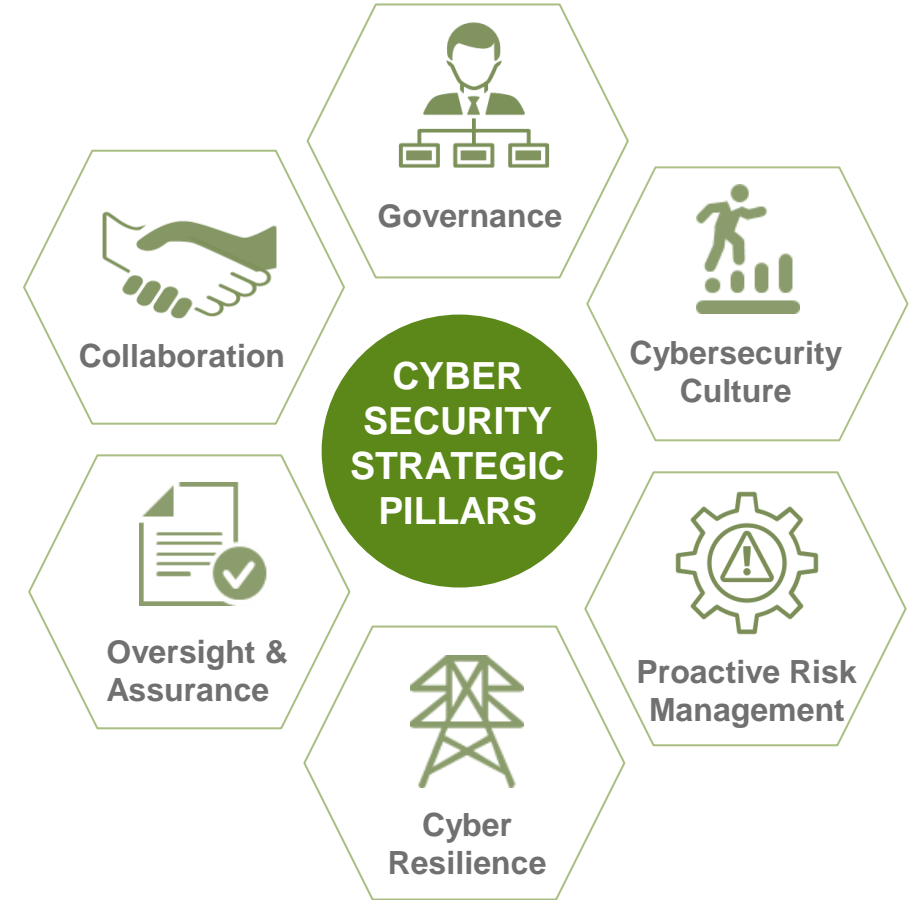 Governance
Collaboration
Cybersecurity
Culture
CYBER
SECURITY
STRATEGIC
PILLARS
Oversight &
Assurance
Proactive Risk
Management
Cyber
Resilience